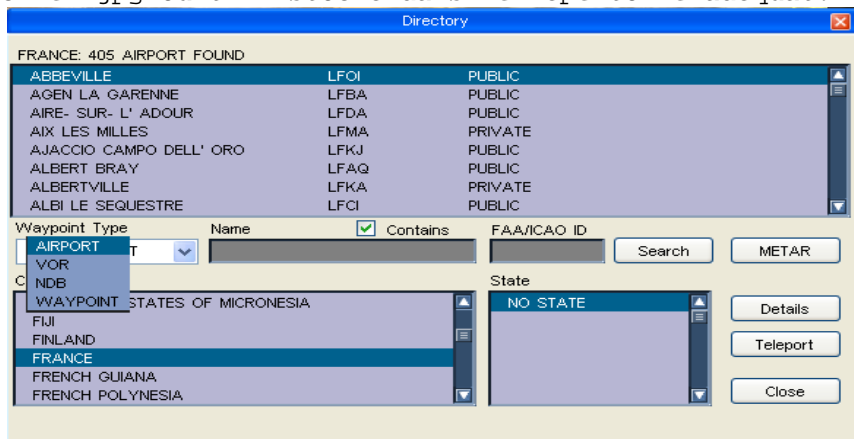 Directory
FRANCE: 405 AIRPORT FOUND
ABBEVILLE LFOI PUBLIC
AGEN LA GARENNE LFBA PUBLIC
AIRE- SUR- L' ADOUR LFDA PUBLIC
AIX LES MILLES LFMA PRIVATE
AJACCIO CAMPO DELL' ORO LFKJ PUBLIC
ALBERT BRAY LFAQ PUBLIC
ALBERTVILLE LFKA PRIVATE
ALBI LE SEQUESTRE LFCI PUBLIC
Waypoint Type Name Contains FAA/ICAO ID
AIRPORT T Search METAR
VOR
NDB
WAYPOINT
C State
STATES OF MICRONESIA NO STATE
FIJI Details
FINLAND
FRANCE Teleport
FRENCH GUIANA
FRENCH POLYNESIA Close